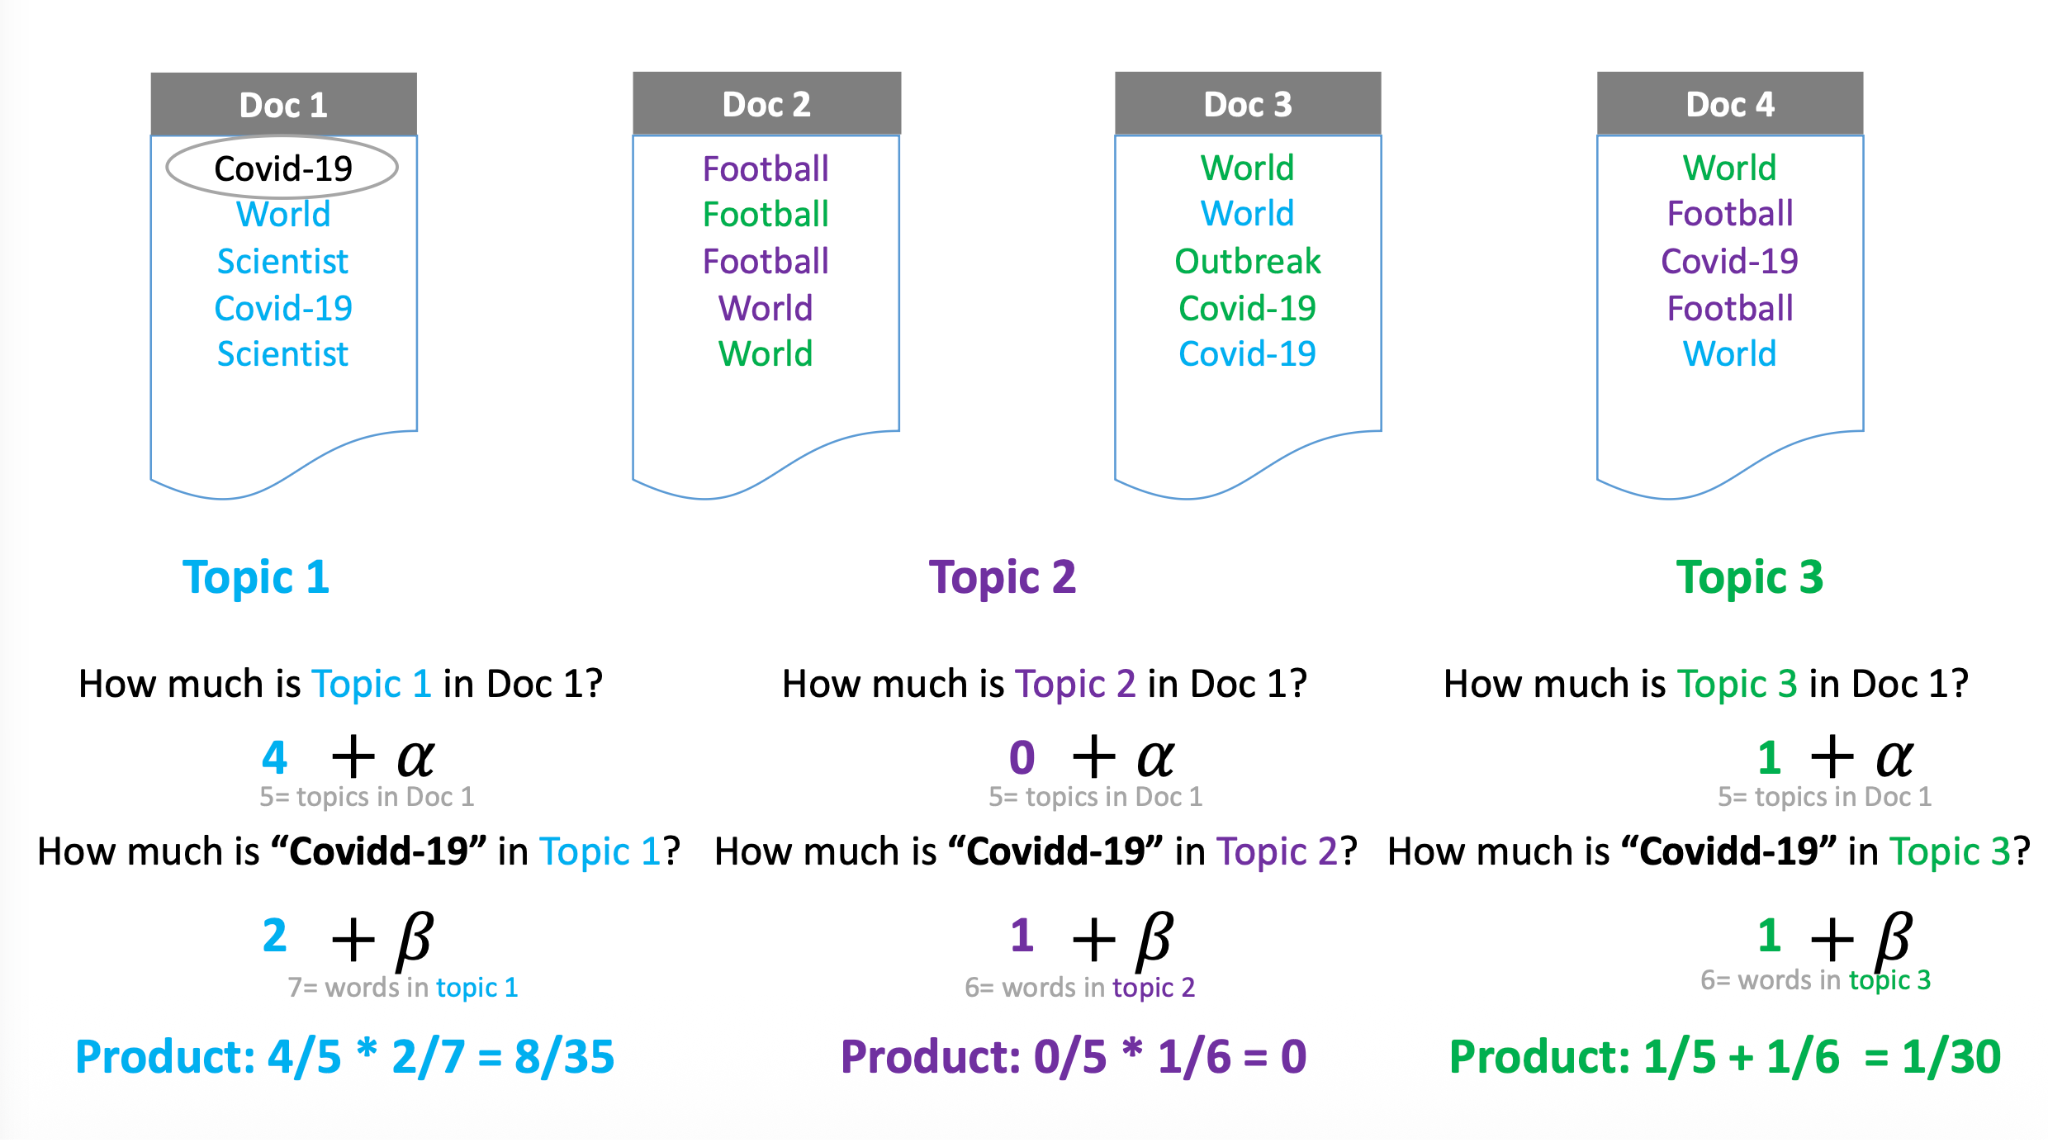 Doc 1
Covid-19
World
Scientist
Covid-19
Scientist
Doc 2
Football
Football
Football
World
World
Doc 3
World
World
Outbreak
Covid-19
Covid-19
Doc 4
World
Football
Covid-19
Football
World
Topic 1
How much is Topic 1 in Doc 1?
4 + α
5= topics in Doc 1
How much is “Covidd-19” in Topic 1?
2 + β
7= words in topic 1
Product: 4/5 * 2/7 = 8/35
Topic 2
How much is Topic 2 in Doc 1?
0 + α
5= topics in Doc 1
How much is “Covidd-19” in Topic 2?
1 + β
6= words in topic 2
Product: 0/5 * 1/6 = 0
Topic 3
How much is Topic 3 in Doc 1?
1 + α
5= topics in Doc 1
How much is “Covidd-19” in Topic 3?
1 + β
6= words in topic 3
Product: 1/5 + 1/6 = 1/30